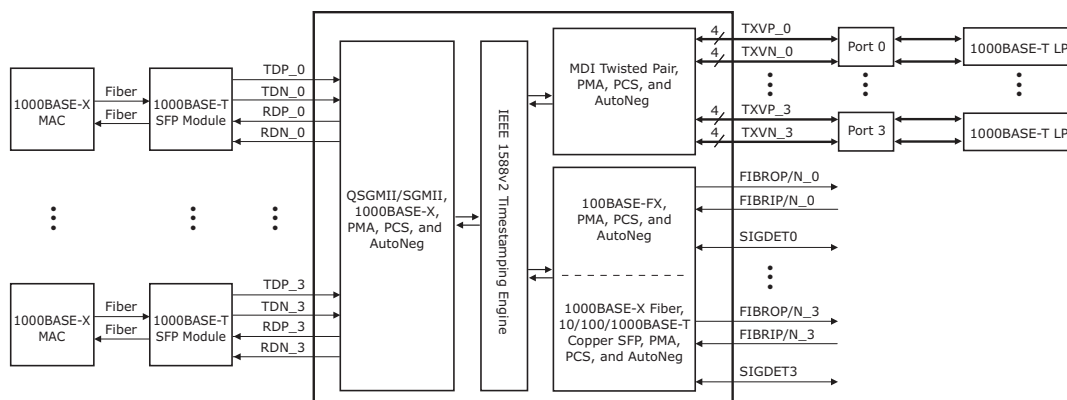 1000BASE-X
MAC
Fiber
Fiber
1000BASE-T
SFP Module
TDP_0
TDN_0
RDP_0
RDN_0
1000BASE-X
MAC
Fiber
Fiber
1000BASE-T
SFP Module
TDP_3
TDN_3
RDP_3
RDN_3
QSGMII/SGMII,
1000BASE-X,
PMA, PCS, and
AutoNeg
IEEE 1588v2 Timestamping Engine
MDI Twisted Pair,
PMA, PCS, and
AutoNeg
4 TXVP_0
4 TXVN_0
4 TXVP_3
4 TXVN_3
Port 0
Port 3
1000BASE-T LP
1000BASE-T LP
100BASE-FX,
PMA, PCS, and
AutoNeg
1000BASE-X Fiber,
10/100/1000BASE-T
Copper SFP, PMA,
PCS, and AutoNeg
FIBROP/N_0
FIBRIP/N_0
SIGDET0
FIBROP/N_3
FIBRIP/N_3
SIGDET3